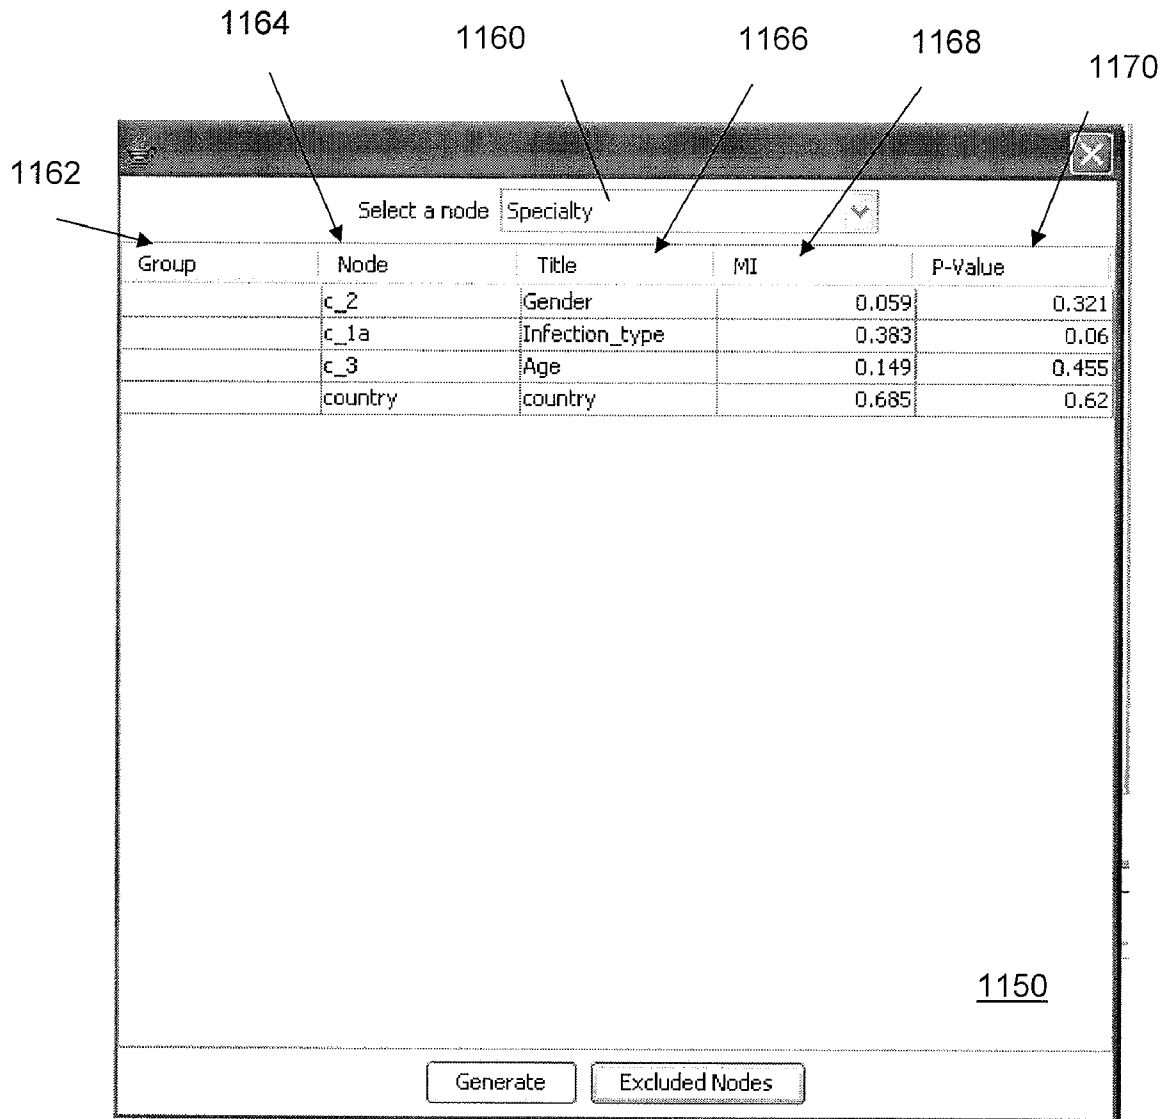 1164
1160
1166
1168
1170
1162
Select a node Specialty
Group Node Title MI P-Value
c_2 Gender 0.059 0.321
c_1a Infection_type 0.383 0.06
c_3 Age 0.149 0.455
country country 0.685 0.62
1150
Generate Excluded Nodes